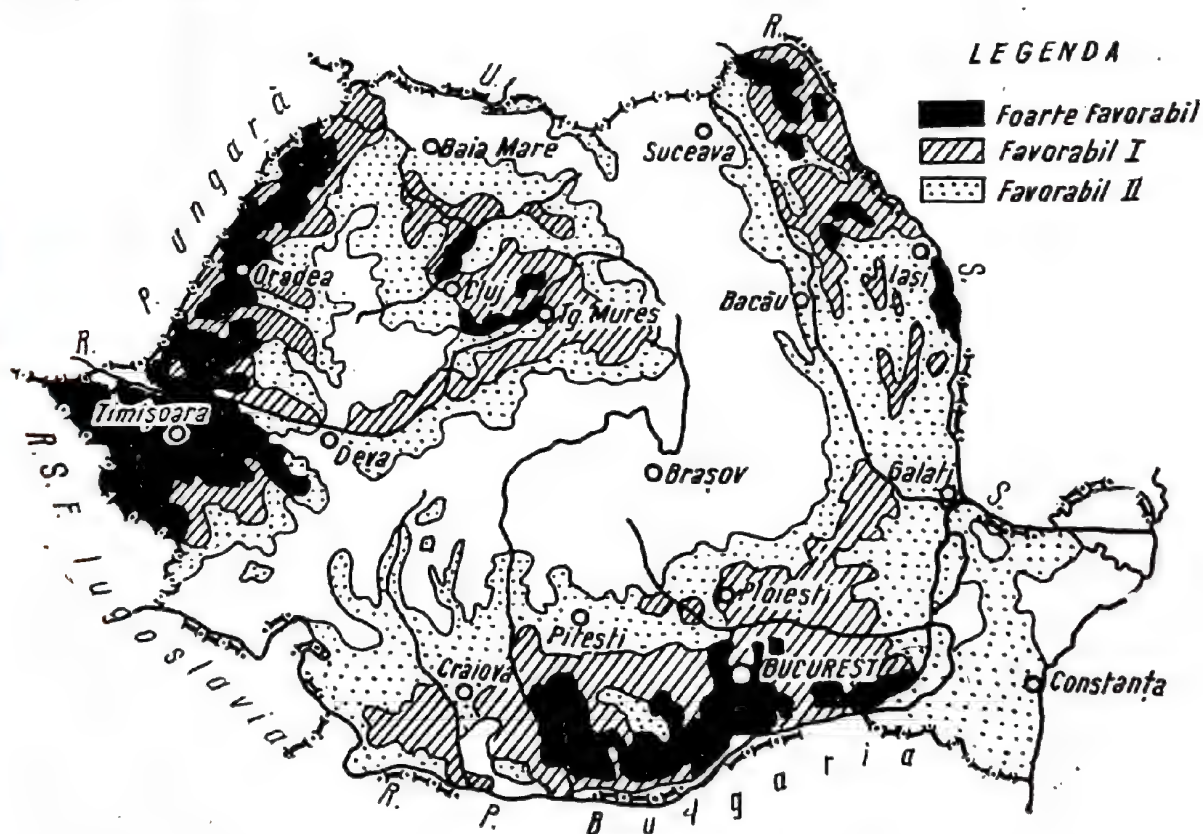 LEGENDA
Foarte Favorabil
Favorabil I
Favorabil II
R.
U.
S.
S.
R. P. Ungară
Baia Mare
Suceava
Oradea
Cluj
Tg. Mureș
Bacău
Iași
Timișoara
Deva
Brașov
Galați
R.S.F. Iugoslavia
Ploiești
Pitești
Craiova
BUCUREȘTI
Constanța
R. P. Bulgaria